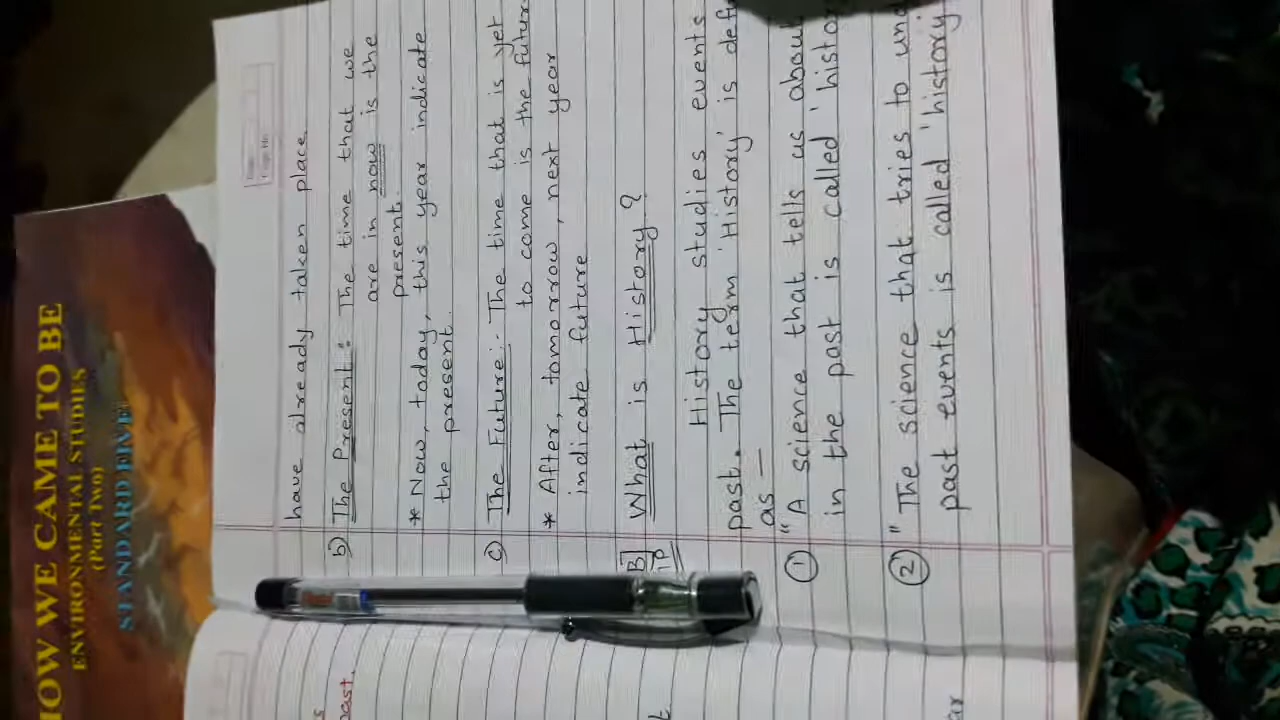 HOW WE CAME TO BE
ENVIRONMENTAL STUDIES
(Part Two)
STANDARD FIVE
past.
have already taken place
b) The Present :- The time that we
are in now is the
present.
* Now, today, this year indicate
the present.
c) The Future :- The time that is yet
to come is the
* After, tomorrow, next year
indicate future
B] What is History?
History studies events
past. The term 'History' is
as —
① "A science that tells us about
in the past is called
② "The science that tries to
past events is called 'history